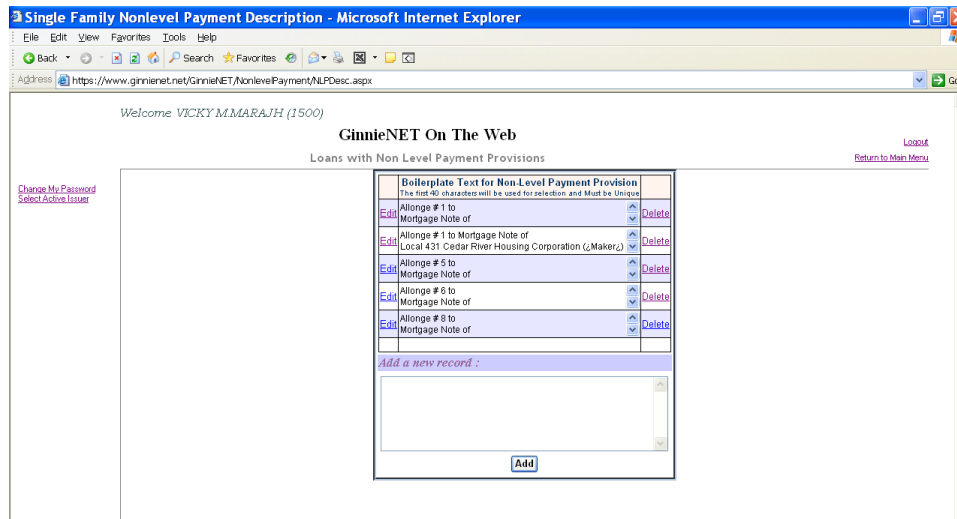 Single Family Nonlevel Payment Description - Microsoft Internet Explorer
File Edit View Favorites Tools Help
Back Search Favorites
Address https://www.ginnienet.net/GinnieNET/NonlevelPayment/NLPDesc.aspx Go
Welcome VICKY M.MARAJH (1500)
GinnieNET On The Web
Logout
Loans with Non Level Payment Provisions
Return to Main Menu
Change My Password
Select Active Issuer
Boilerplate Text for Non-Level Payment Provision
The first 40 characters will be used for selection and Must be Unique
Edit Allonge # 1 to Delete
Mortgage Note of
Edit Allonge # 1 to Mortgage Note of Delete
Local 431 Cedar River Housing Corporation (¿Maker¿)
Edit Allonge # 5 to Delete
Mortgage Note of
Edit Allonge # 6 to Delete
Mortgage Note of
Edit Allonge # 8 to Delete
Mortgage Note of
Add a new record :
Add